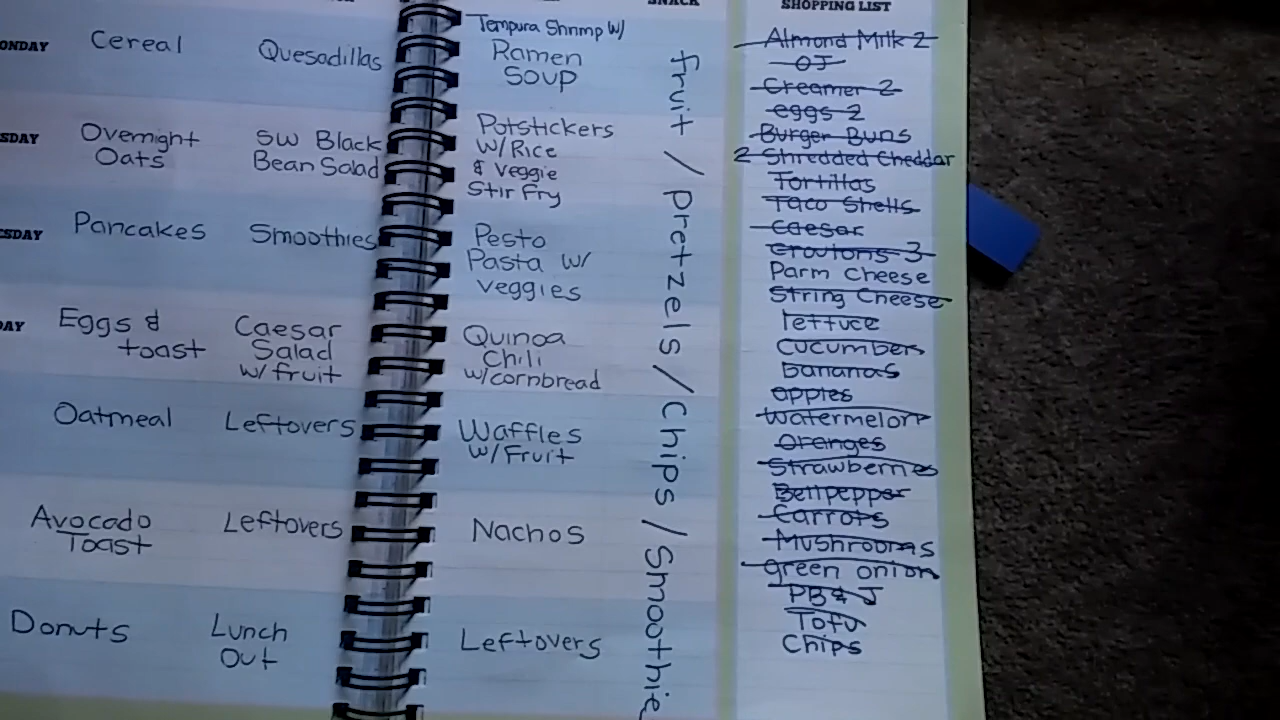 SNACK
SHOPPING LIST
ONDAY
Cereal
Quesadillas
Tempura Shrimp W/
Ramen
Soup
SDAY
Overnight
Oats
SW Black
Bean Salad
Potstickers
W/Rice
& Veggie
Stir Fry
ESDAY
Pancakes
Smoothies
Pesto
Pasta w/
veggies
DAY
Eggs &
toast
Caesar
Salad
w/fruit
Quinoa
Chili
w/cornbread
Oatmeal
Leftovers
Waffles
W/Fruit
Avocado
Toast
Leftovers
Nachos
Donuts
Lunch
Out
Leftovers
fruit / pretzels / Chips / Smoothie
Almond Milk 2
OJ
Creamer 2
eggs 2
Burger Buns
2 Shredded Cheddar
Tortillas
Taco Shells
Caesar
Croutons 3
Parm Cheese
String Cheese
lettuce
cucumbers
bananas
apples
Watermelon
Oranges
Strawberries
Bellpepper
Carrots
Mushrooms
green onion
PB & J
Tofu
Chips